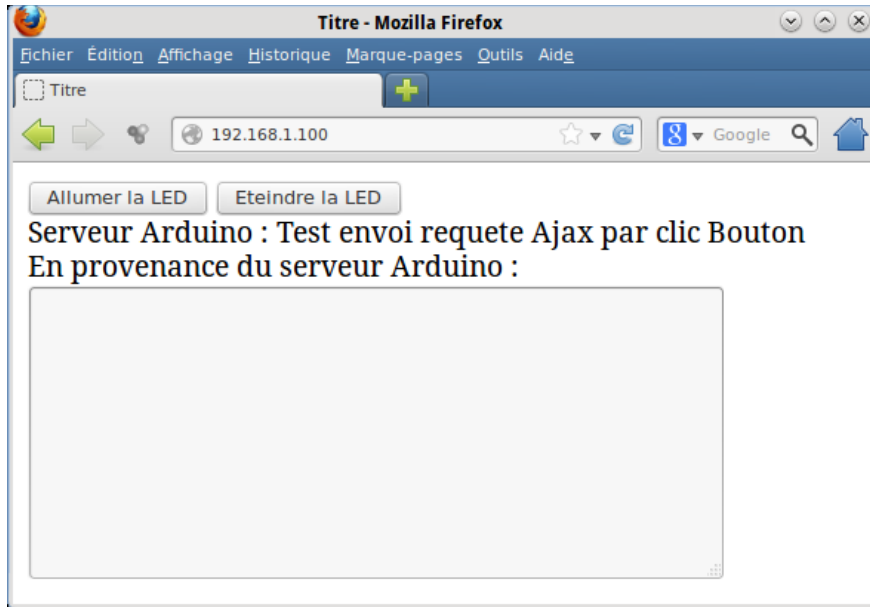 Titre - Mozilla Firefox
Fichier Édition Affichage Historique Marque-pages Outils Aide
Titre
192.168.1.100 8 Google
Allumer la LED Eteindre la LED
Serveur Arduino : Test envoi requete Ajax par clic Bouton
En provenance du serveur Arduino :